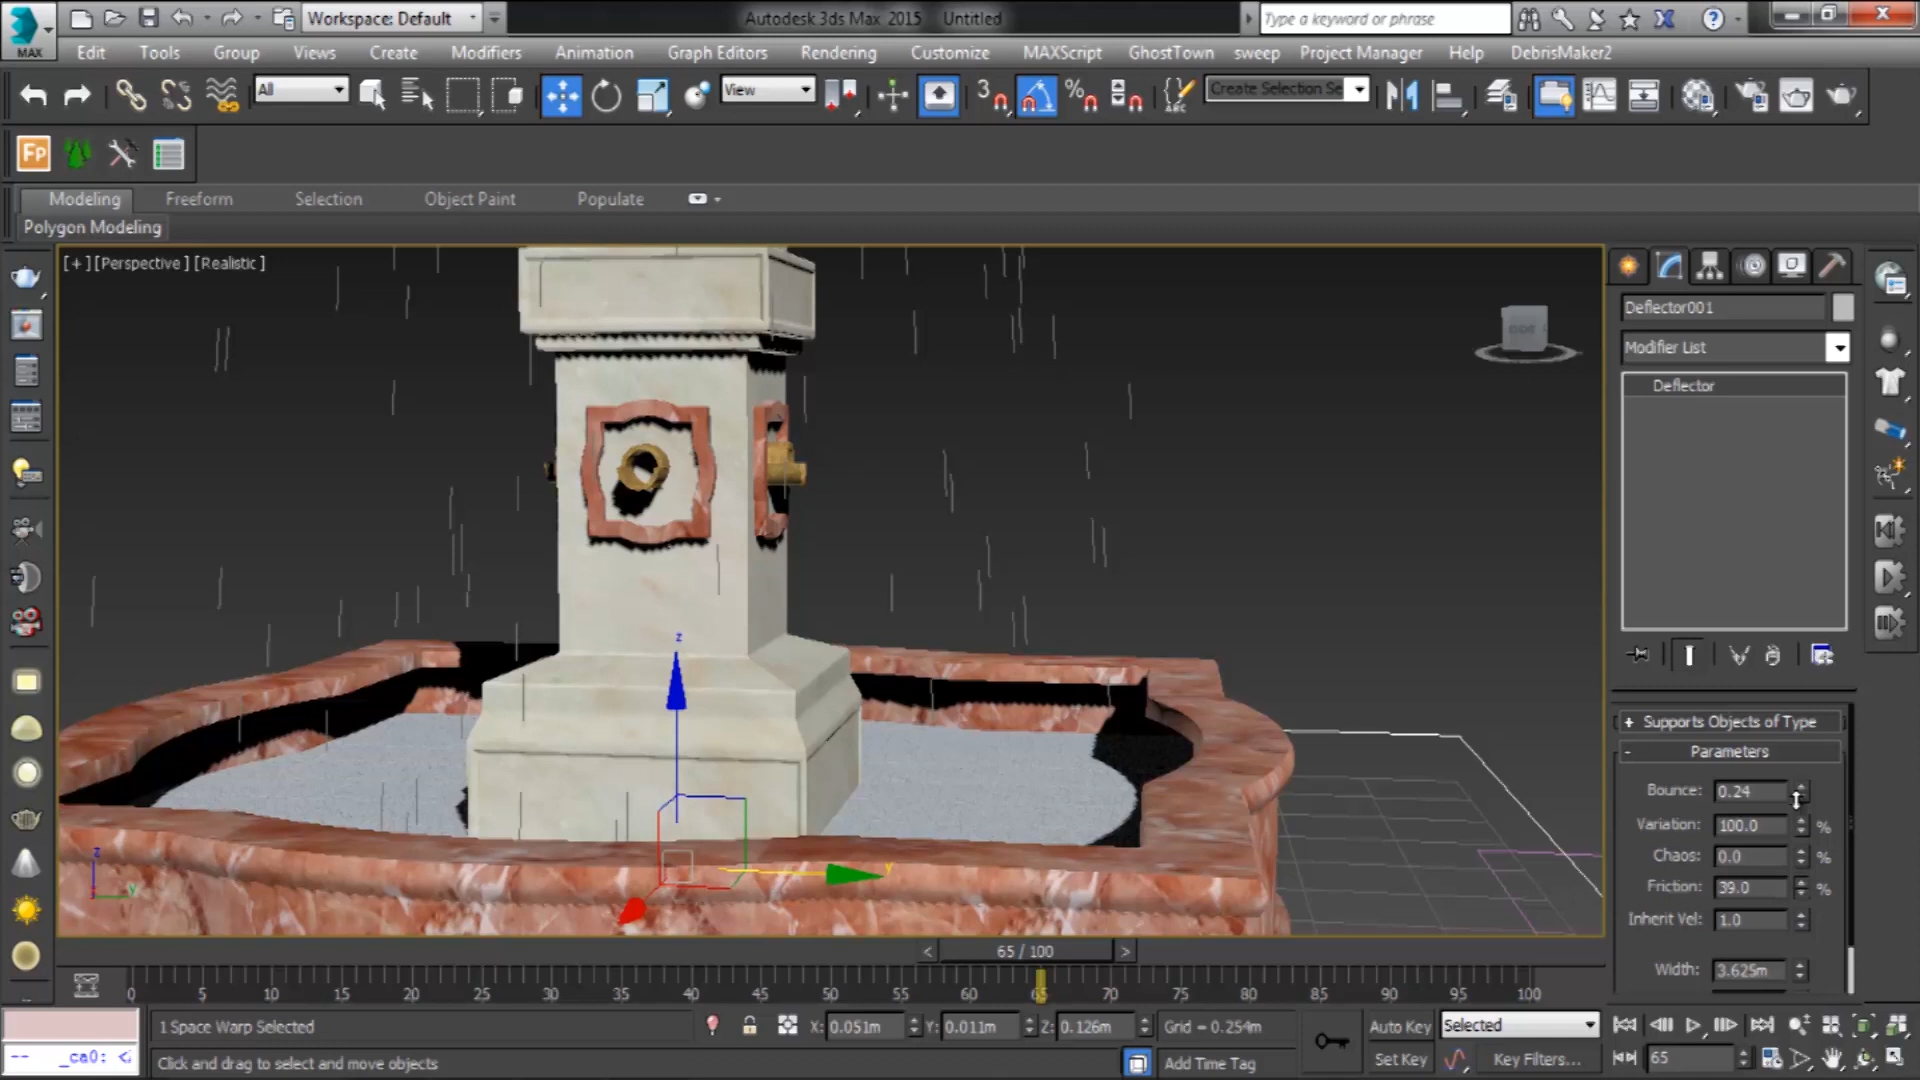 Workspace: Default
Autodesk 3ds Max 2015 Untitled
Type a keyword or phrase
MAX
Edit Tools Group Views Create Modifiers Animation Graph Editors Rendering Customize MAXScript GhostTown sweep Project Manager Help DebrisMaker2
All
View
3
%
ABC
Create Selection Se
Fp
Modeling Freeform Selection Object Paint Populate
Polygon Modeling
[+][Perspective][Realistic]
Deflector001
Modifier List
Deflector
+ Supports Objects of Type
- Parameters
Bounce: 0.24
Variation: 100.0 %
Chaos: 0.0 %
Friction: 39.0 %
Inherit Vel: 1.0
Width: 3.625m
z
y
z
y
< 65 / 100 >
0 5 10 15 20 25 30 35 40 45 50 55 60 65 70 75 80 85 90 95 100
1 Space Warp Selected
X: 0.051m Y: 0.011m Z: 0.126m Grid = 0.254m
Auto Key Selected
-- _ca0: <
Click and drag to select and move objects
Add Time Tag
Set Key Key Filters...
65